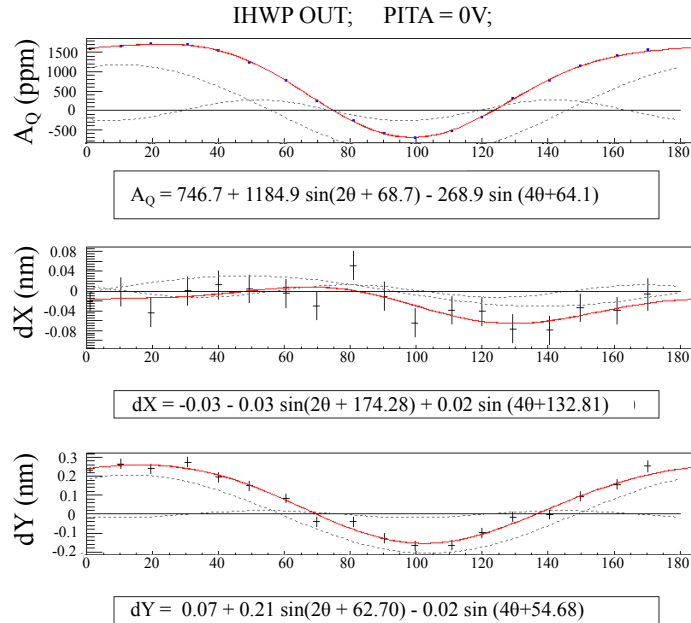 IHWP OUT; PITA = 0V;
A_Q (ppm)
1500
1000
500
0
-500
0 20 40 60 80 100 120 140 160 180
A_Q = 746.7 + 1184.9 sin(2θ + 68.7) - 268.9 sin (4θ+64.1)
dX (nm)
0.08
0.04
0
-0.04
-0.08
0 20 40 60 80 100 120 140 160 180
dX = -0.03 - 0.03 sin(2θ + 174.28) + 0.02 sin (4θ+132.81)
dY (nm)
0.3
0.2
0.1
0
-0.1
-0.2
0 20 40 60 80 100 120 140 160 180
dY = 0.07 + 0.21 sin(2θ + 62.70) - 0.02 sin (4θ+54.68)